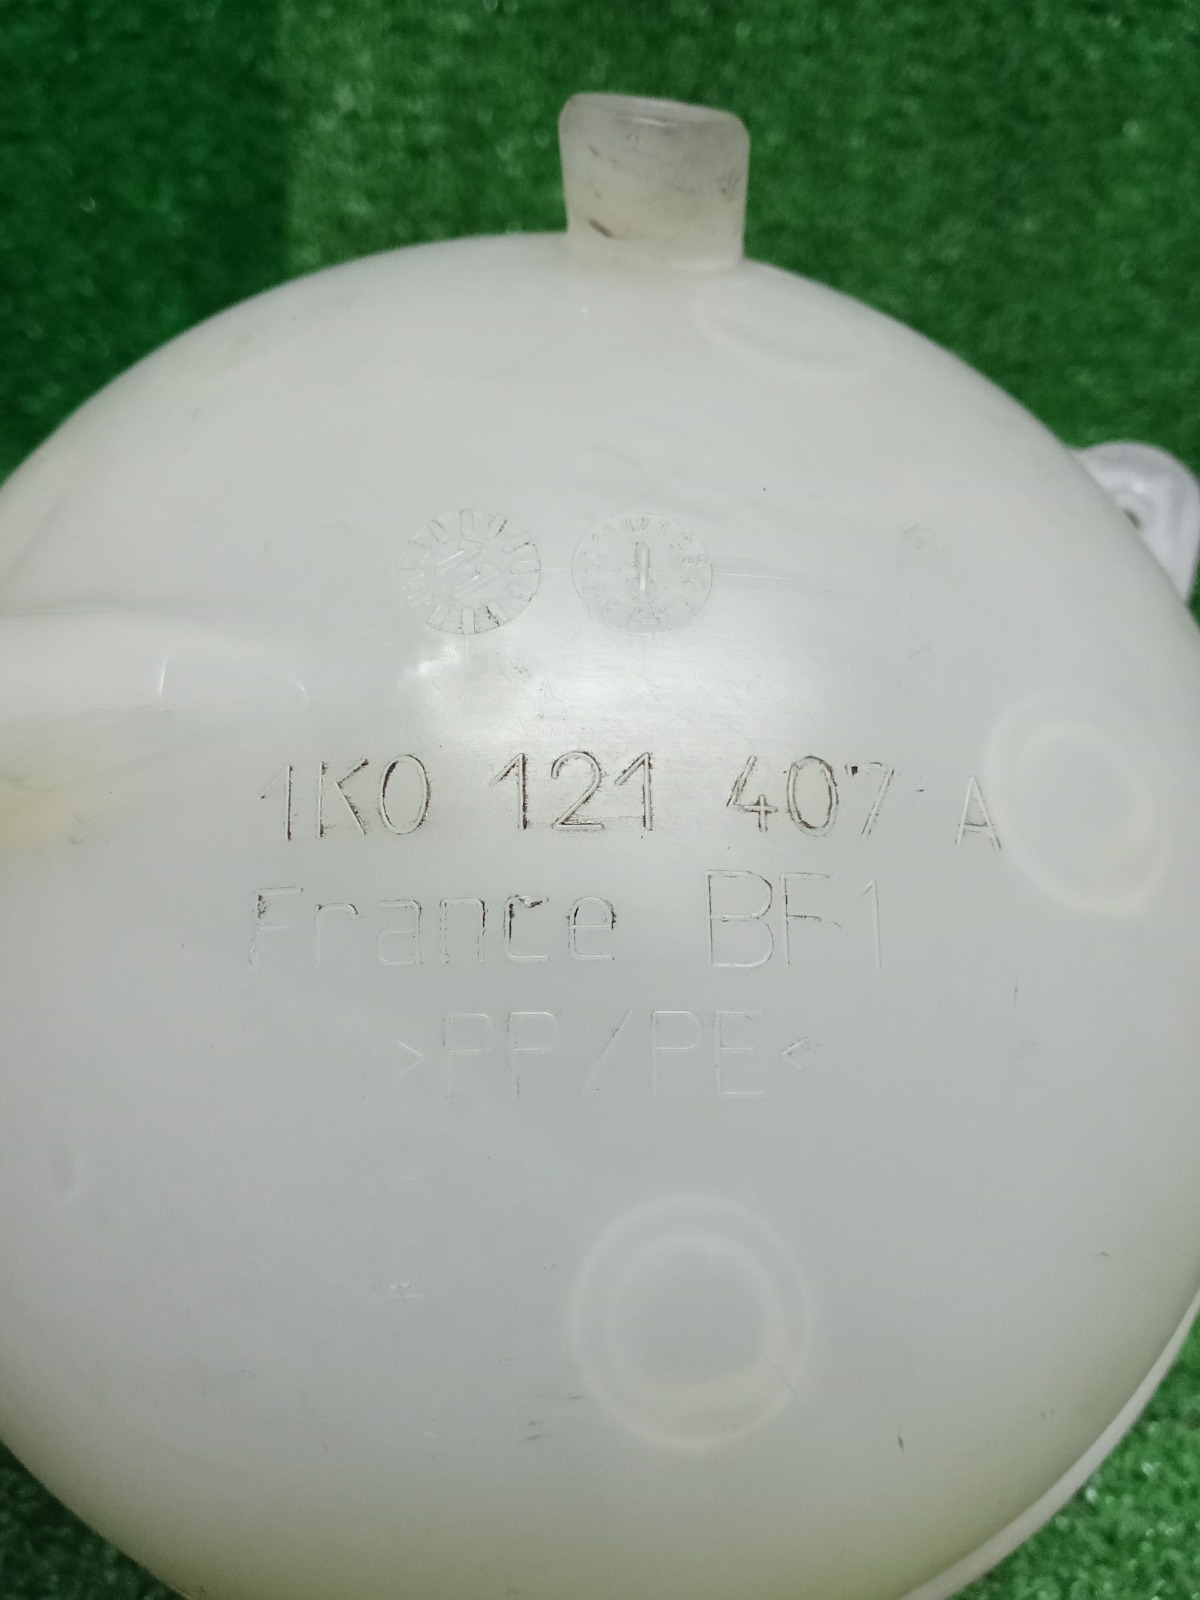 1K0 121 407 A
France BF1
>PP/PE<